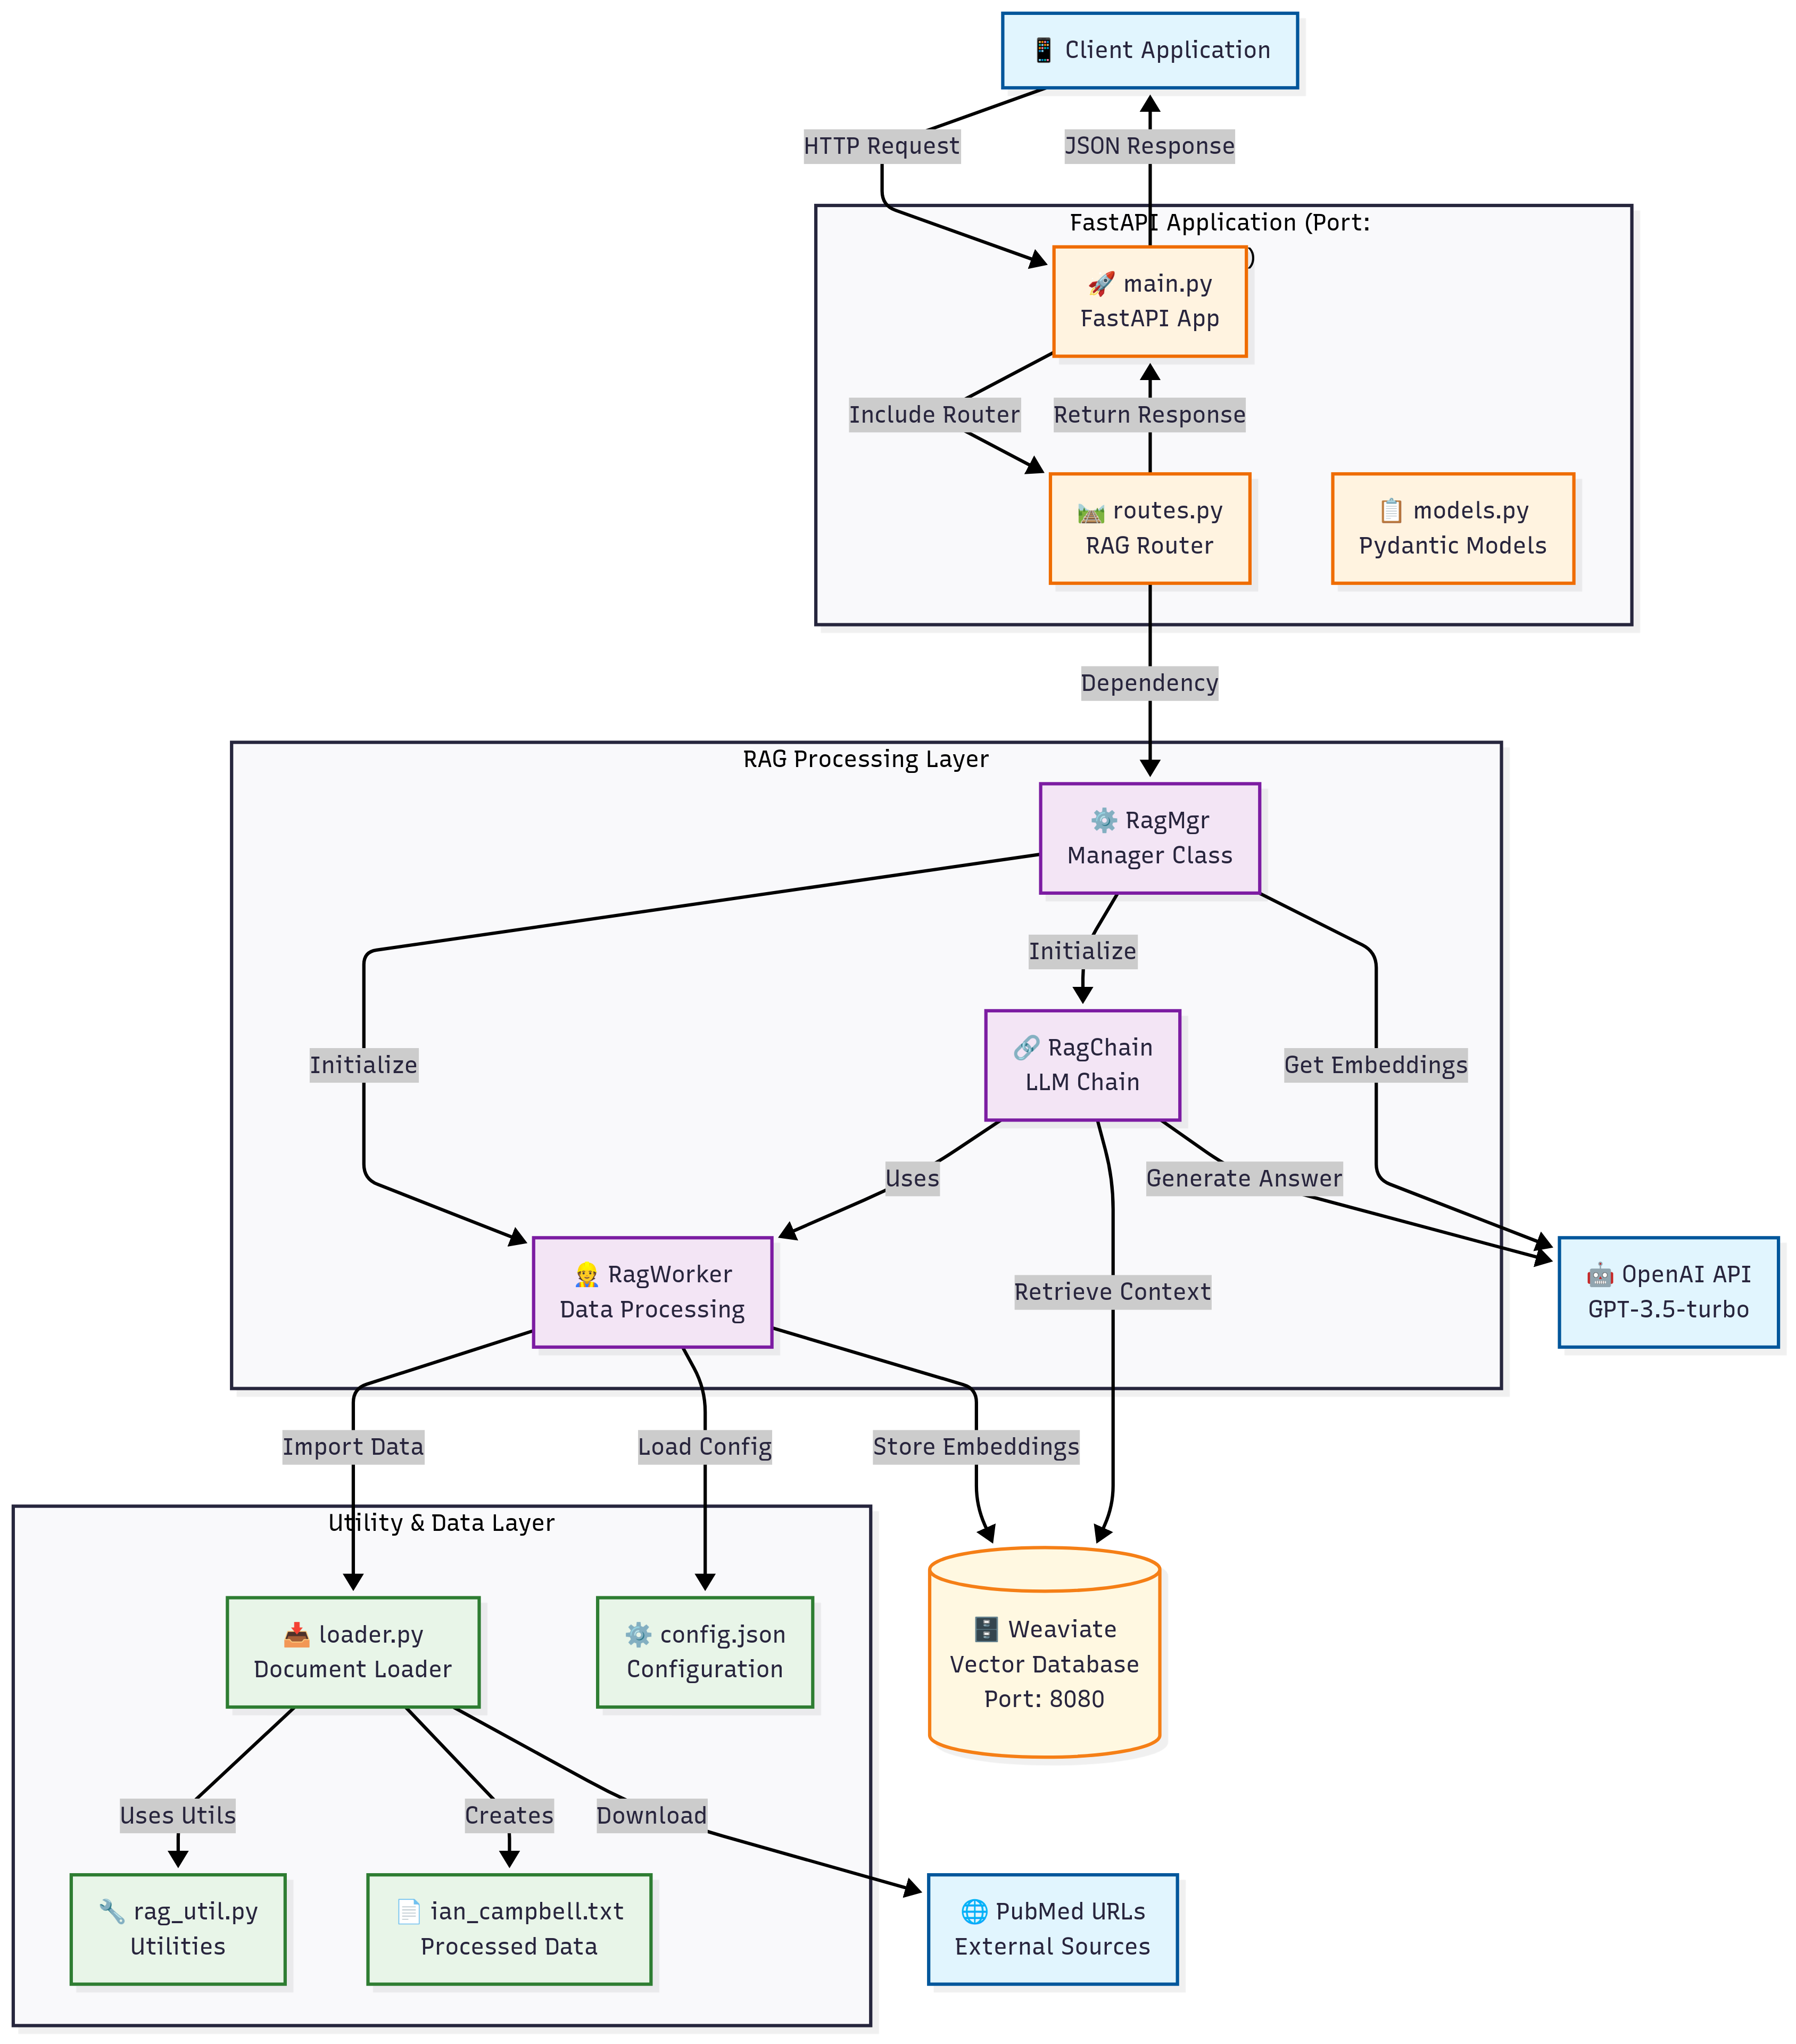 📱 Client Application
HTTP Request
JSON Response
FastAPI Application (Port:
)
🚀 main.py
FastAPI App
Include Router
Return Response
🛤️ routes.py
RAG Router
📋 models.py
Pydantic Models
Dependency
RAG Processing Layer
⚙️ RagMgr
Manager Class
Initialize
Initialize
Get Embeddings
🔗 RagChain
LLM Chain
Uses
Generate Answer
Retrieve Context
👷 RagWorker
Data Processing
🤖 OpenAI API
GPT-3.5-turbo
Import Data
Load Config
Store Embeddings
Utility & Data Layer
📥 loader.py
Document Loader
⚙️ config.json
Configuration
🗄️ Weaviate
Vector Database
Port: 8080
Uses Utils
Creates
Download
🔧 rag_util.py
Utilities
📄 ian_campbell.txt
Processed Data
🌐 PubMed URLs
External Sources